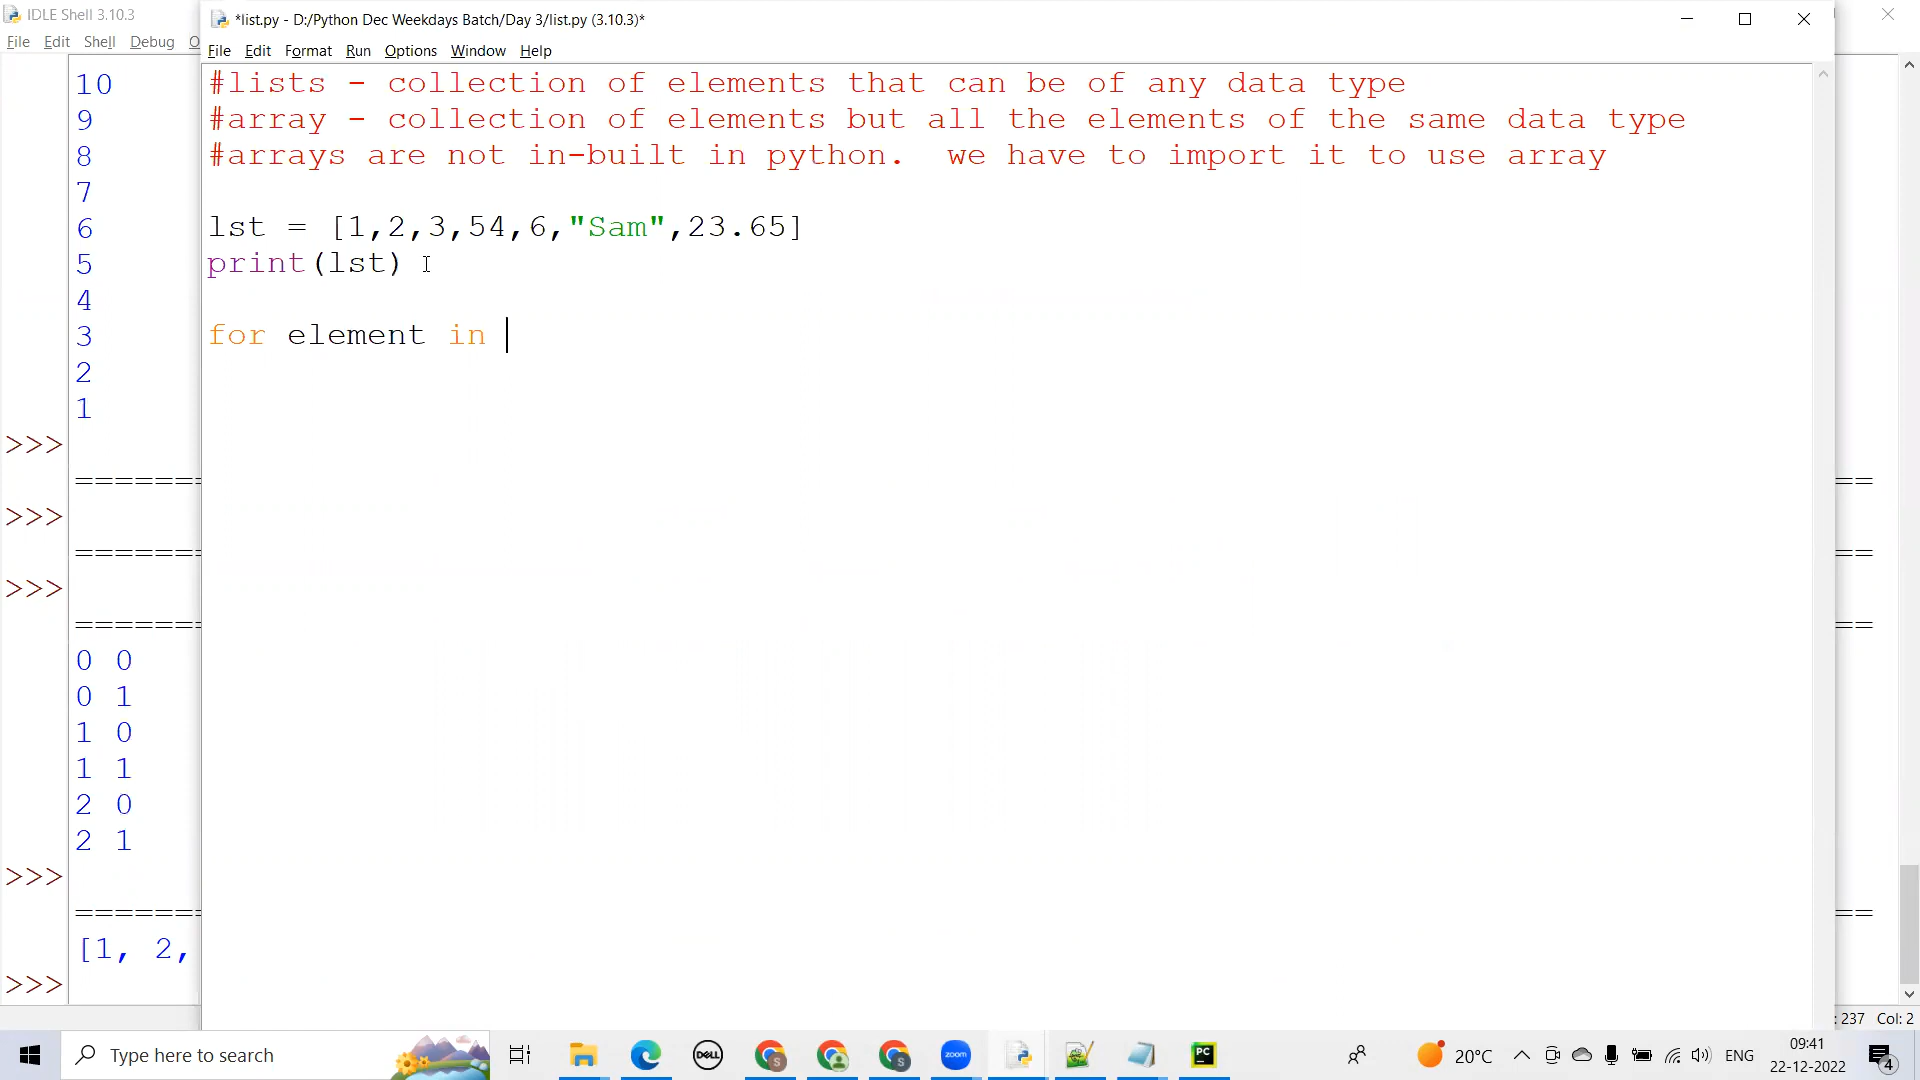 IDLE Shell 3.10.3
File Edit Shell Debug O
10
9
8
7
6
5
4
3
2
1
>>>
=======
>>>
=======
>>>
=======
0 0
0 1
1 0
1 1
2 0
2 1
>>>
=======
[1, 2,
>>>
*list.py - D:/Python Dec Weekdays Batch/Day 3/list.py (3.10.3)*
File Edit Format Run Options Window Help
#lists - collection of elements that can be of any data type
#array - collection of elements but all the elements of the same data type
#arrays are not in-built in python.  we have to import it to use array
lst = [1,2,3,54,6,"Sam",23.65]
print(lst)
for element in
==
==
==
==
: 237 Col: 2
Type here to search
DELL
zoom
PC
20°C
ENG
09:41
22-12-2022
4